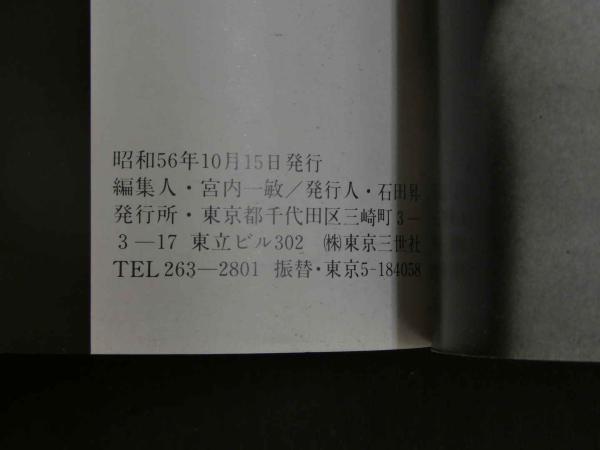 昭和56年10月15日発行
編集人・宮内一敏/発行人・石田昇
発行所・東京都千代田区三崎町3―
3―17 東立ビル302 ㈱東京三世社
TEL 263―2801 振替・東京5-184058